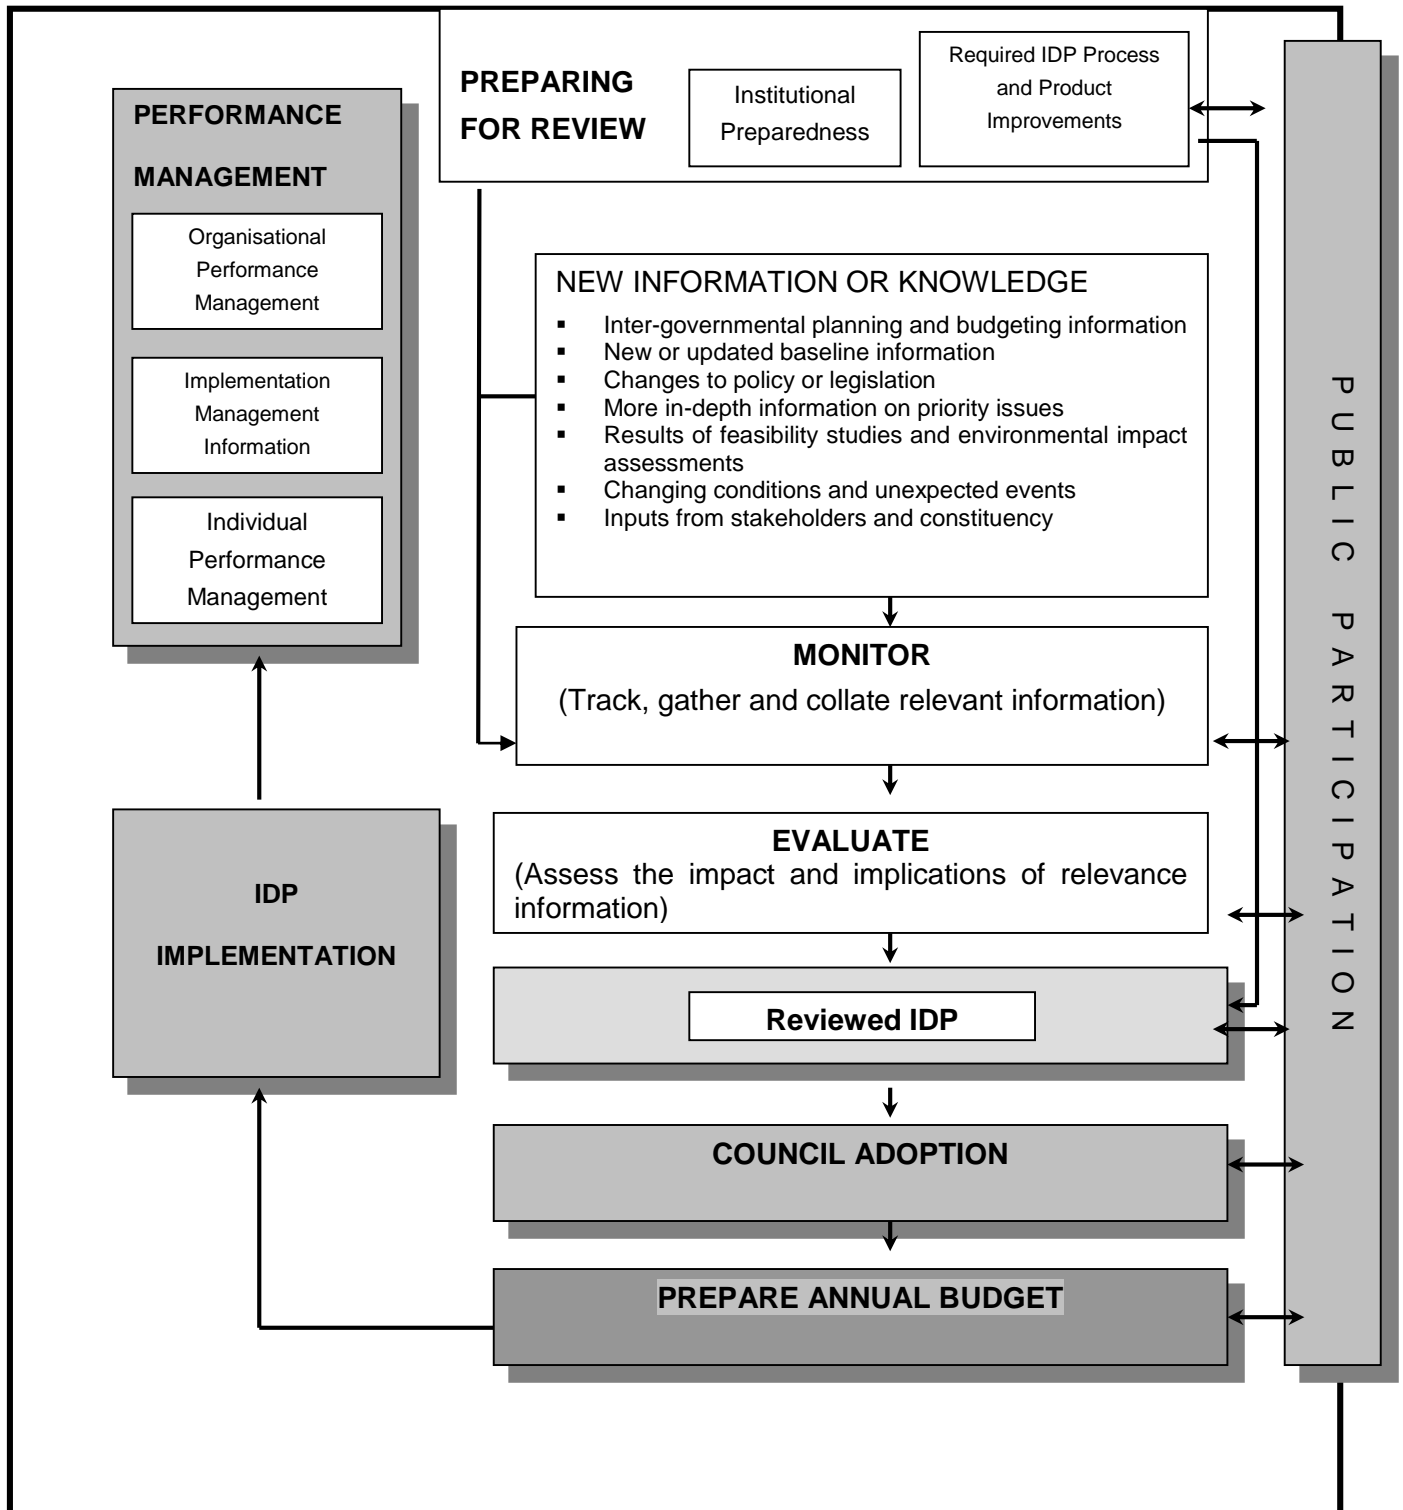 PREPARING
FOR REVIEW
Institutional
Preparedness
Required IDP Process
and Product
Improvements
PERFORMANCE
MANAGEMENT
Organisational
Performance
Management
Implementation
Management
Information
Individual
Performance
Management
NEW INFORMATION OR KNOWLEDGE
▪ Inter-governmental planning and budgeting information
▪ New or updated baseline information
▪ Changes to policy or legislation
▪ More in-depth information on priority issues
▪ Results of feasibility studies and environmental impact
assessments
▪ Changing conditions and unexpected events
▪ Inputs from stakeholders and constituency
MONITOR
(Track, gather and collate relevant information)
EVALUATE
(Assess the impact and implications of relevance
information)
IDP
IMPLEMENTATION
Reviewed IDP
COUNCIL ADOPTION
PREPARE ANNUAL BUDGET
PUBLIC PARTICIPATION